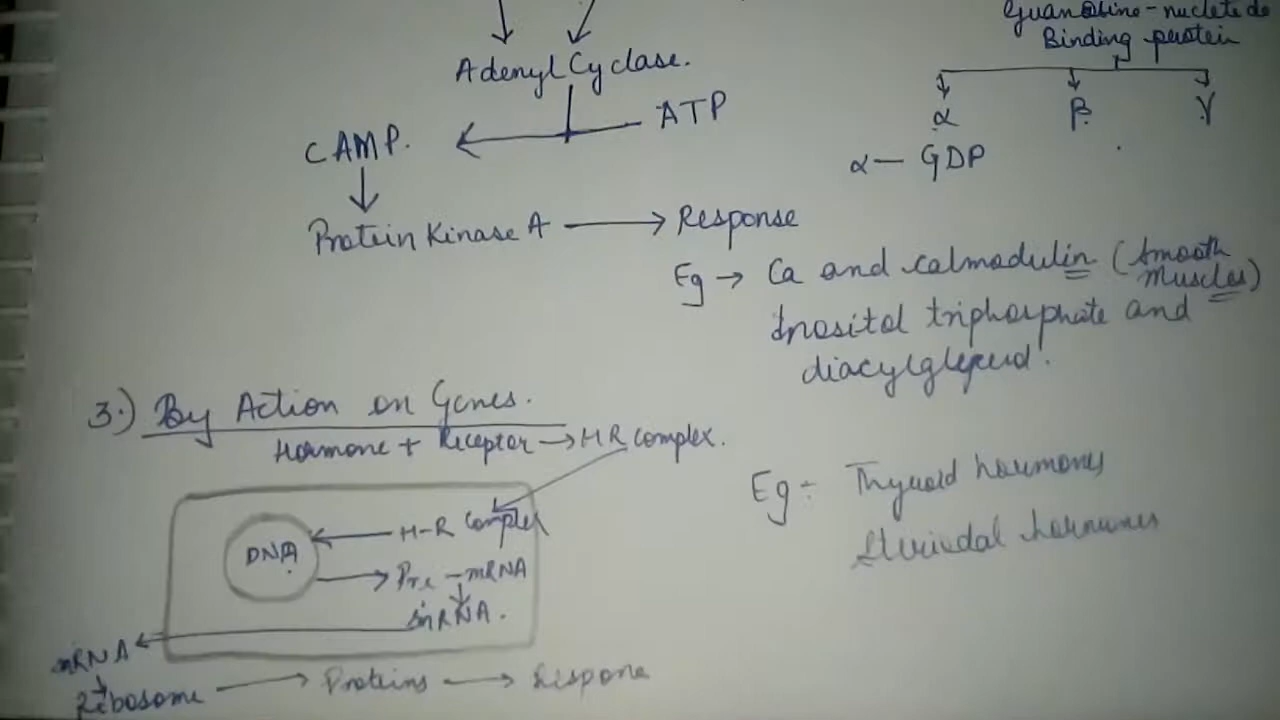 Guanosine-nucleotide
Binding protein
Adenyl Cyclase.
α β γ
CAMP. ATP
α — GDP
Protein Kinase A → Response
Eg → Ca and calmodulin (Smooth
Muscles)
Inositol triphosphate and
diacylglycerol.
3.) By Action on Genes.
Hormone + Receptor → HR complex.
Eg:- Thyroid hormones
Steroidal hormones
H-R Complex
DNA
Pre-mRNA
mRNA.
mRNA
Ribosome → Proteins → Response